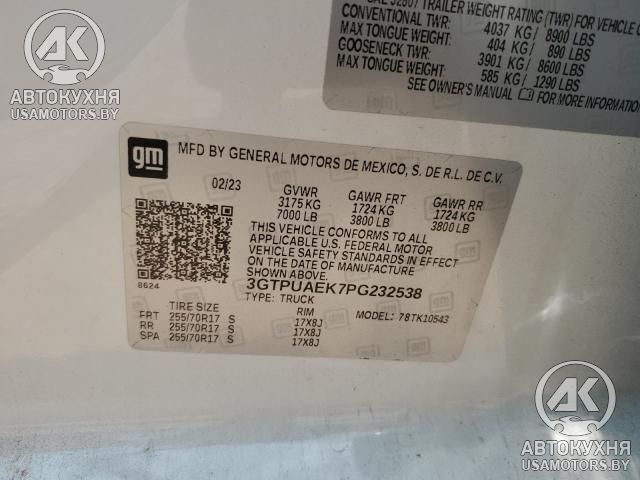 SAE J2807 TRAILER WEIGHT RATING (TWR) FOR VEHICLE
CONVENTIONAL TWR: 4037 KG / 8900 LBS
MAX TONGUE WEIGHT: 404 KG / 890 LBS
GOOSENECK TWR: 3901 KG / 8600 LBS
MAX TONGUE WEIGHT: 585 KG / 1290 LBS
SEE OWNER'S MANUAL FOR MORE INFORMATION
AK
АВТОКУХНЯ
USAMOTORS.BY
gm
MFD BY GENERAL MOTORS DE MEXICO, S. DE R.L. DE C.V.
02/23 GVWR GAWR FRT GAWR RR
3175 KG 1724 KG 1724 KG
7000 LB 3800 LB 3800 LB
THIS VEHICLE CONFORMS TO ALL
APPLICABLE U.S. FEDERAL MOTOR
VEHICLE SAFETY STANDARDS IN
EFFECT ON THE DATE OF MANUFACTURE
SHOWN ABOVE.
8624
3GTPUAEK7PG232538
TYPE: TRUCK MODEL: 78TK10543
TIRE SIZE RIM
FRT 255/70R17 S 17X8J
RR 255/70R17 S 17X8J
SPA 255/70R17 S 17X8J
AK
АВТОКУХНЯ
USAMOTORS.BY